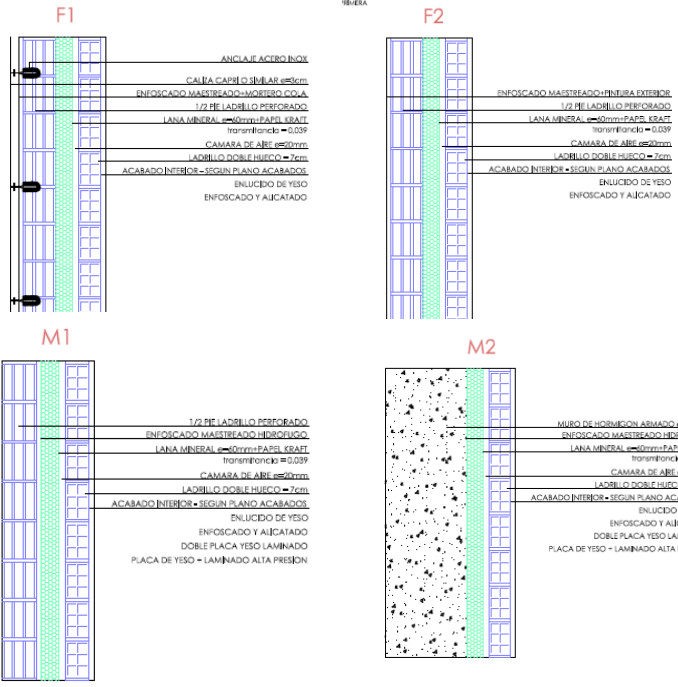 PRIMERA
F1
ANCLAJE ACERO INOX
CALIZA CAPRI O SIMILAR e=3cm
ENFOSCADO MAESTREADO+MORTERO COLA
1/2 PIE LADRILLO PERFORADO
LANA MINERAL e=60mm+PAPEL KRAFT
transmitancia = 0,039
CAMARA DE AIRE e=20mm
LADRILLO DOBLE HUECO = 7cm
ACABADO INTERIOR - SEGUN PLANO ACABADOS
ENLUCIDO DE YESO
ENFOSCADO Y ALICATADO
F2
ENFOSCADO MAESTREADO+PINTURA EXTERIOR
1/2 PIE LADRILLO PERFORADO
LANA MINERAL e=60mm+PAPEL KRAFT
transmitancia = 0.039
CAMARA DE AIRE e=20mm
LADRILLO DOBLE HUECO = 7cm
ACABADO INTERIOR - SEGUN PLANO ACABADOS
ENLUCIDO DE YESO
ENFOSCADO Y ALICATADO
M1
1/2 PIE LADRILLO PERFORADO
ENFOSCADO MAESTREADO HIDROFUGO
LANA MINERAL e=60mm+PAPEL KRAFT
transmitancia = 0,039
CAMARA DE AIRE e=20mm
LADRILLO DOBLE HUECO = 7cm
ACABADO INTERIOR - SEGUN PLANO ACABADOS
ENLUCIDO DE YESO
ENFOSCADO Y ALICATADO
DOBLE PLACA YESO LAMINADO
PLACA DE YESO + LAMINADO ALTA PRESION
M2
MURO DE HORMIGON ARMADO
ENFOSCADO MAESTREADO HIDR
LANA MINERAL e=60mm+PAP
transmitanci
CAMARA DE AIRE
LADRILLO DOBLE HUEC
ACABADO INTERIOR - SEGUN PLANO AC
ENLUCIDO
ENFOSCADO Y ALI
DOBLE PLACA YESO LA
PLACA DE YESO + LAMINADO ALTA